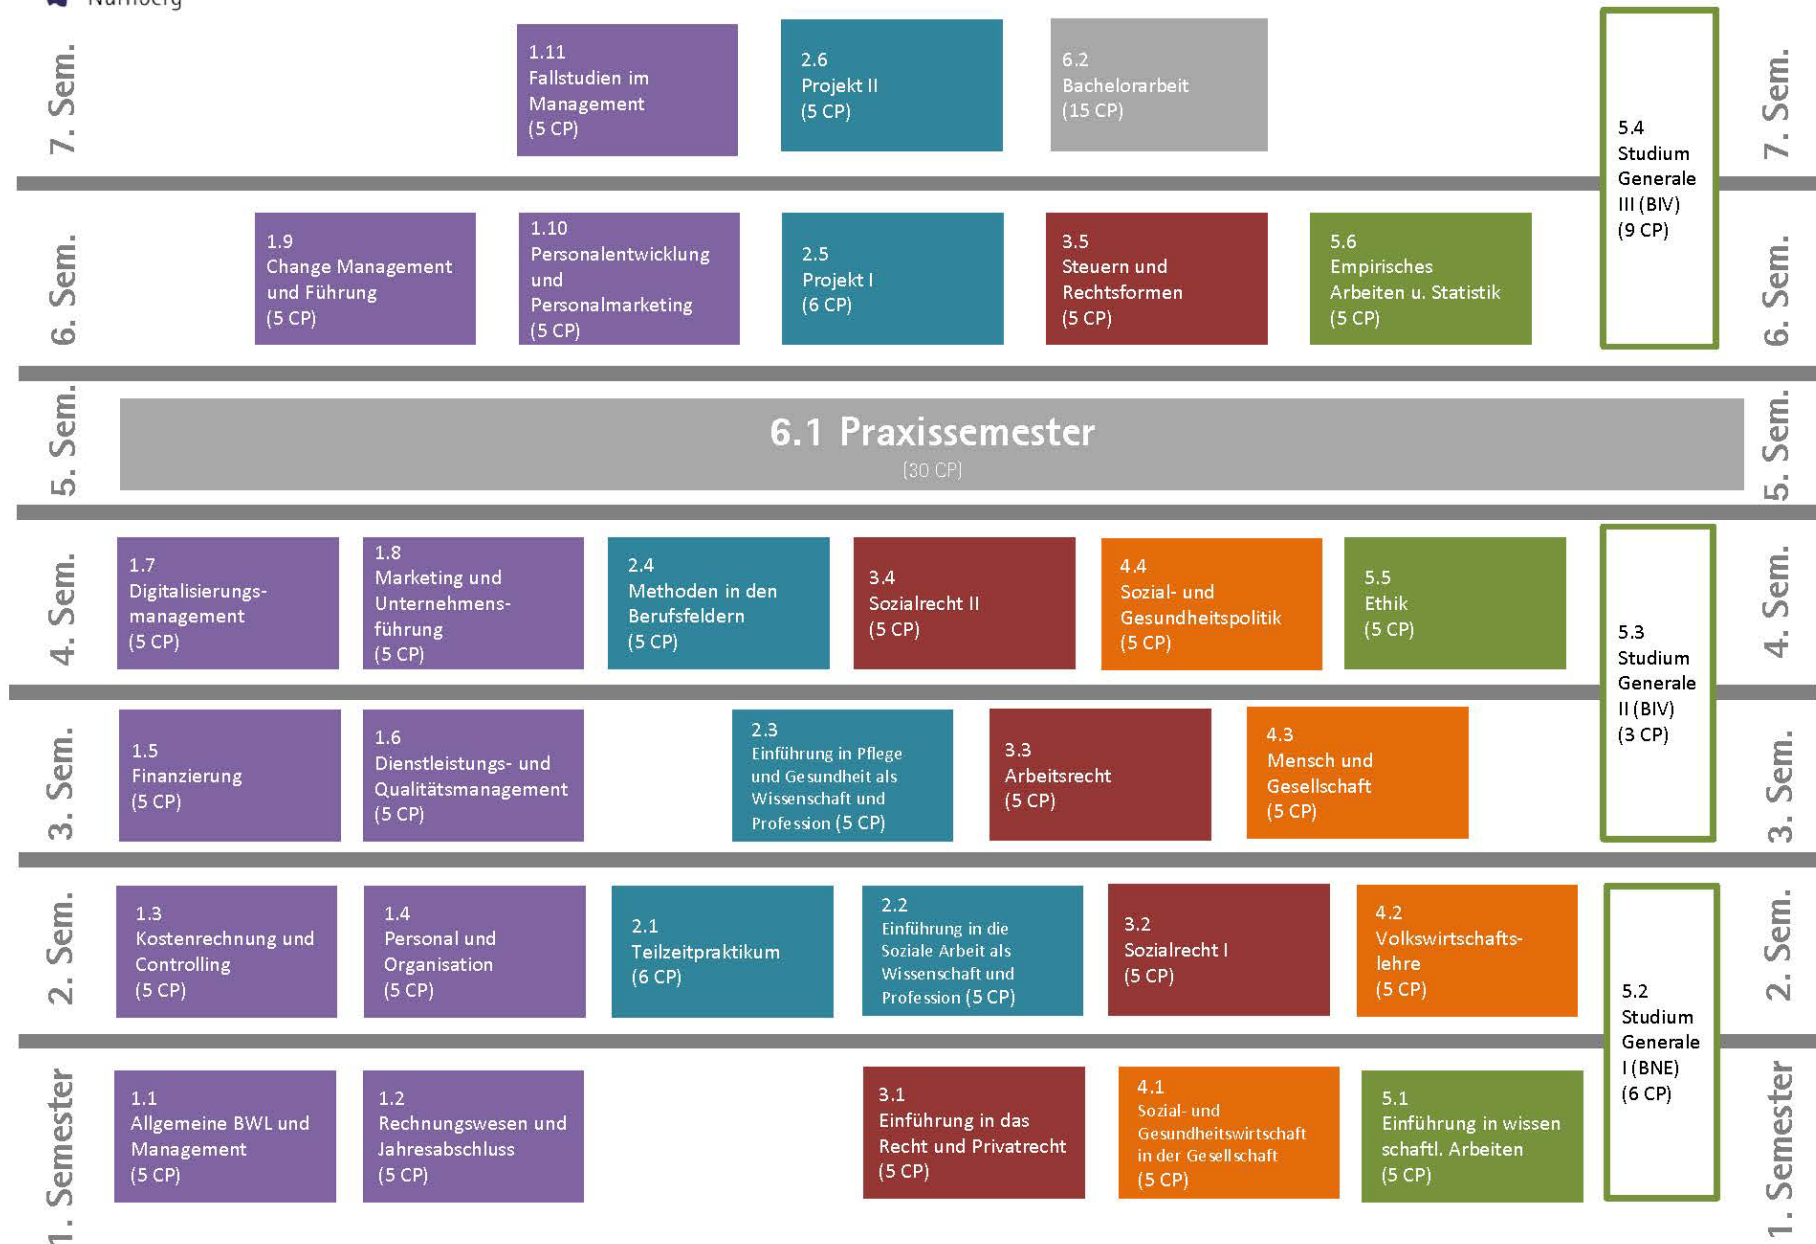 Nürnberg
7. Sem.
1.11
Fallstudien im
Management
(5 CP)
2.6
Projekt II
(5 CP)
6.2
Bachelorarbeit
(15 CP)
5.4
Studium
Generale
III (BIV)
(9 CP)
7. Sem.
6. Sem.
1.9
Change Management
und Führung
(5 CP)
1.10
Personalentwicklung
und
Personalmarketing
(5 CP)
2.5
Projekt I
(6 CP)
3.5
Steuern und
Rechtsformen
(5 CP)
5.6
Empirisches
Arbeiten u. Statistik
(5 CP)
6. Sem.
5. Sem.
6.1 Praxissemester
(30 CP)
5. Sem.
4. Sem.
1.7
Digitalisierungs-
management
(5 CP)
1.8
Marketing und
Unternehmens-
führung
(5 CP)
2.4
Methoden in den
Berufsfeldern
(5 CP)
3.4
Sozialrecht II
(5 CP)
4.4
Sozial- und
Gesundheitspolitik
(5 CP)
5.5
Ethik
(5 CP)
5.3
Studium
Generale
II (BIV)
(3 CP)
4. Sem.
3. Sem.
1.5
Finanzierung
(5 CP)
1.6
Dienstleistungs- und
Qualitätsmanagement
(5 CP)
2.3
Einführung in Pflege
und Gesundheit als
Wissenschaft und
Profession (5 CP)
3.3
Arbeitsrecht
(5 CP)
4.3
Mensch und
Gesellschaft
(5 CP)
3. Sem.
2. Sem.
1.3
Kostenrechnung und
Controlling
(5 CP)
1.4
Personal und
Organisation
(5 CP)
2.1
Teilzeitpraktikum
(6 CP)
2.2
Einführung in die
Soziale Arbeit als
Wissenschaft und
Profession (5 CP)
3.2
Sozialrecht I
(5 CP)
4.2
Volkswirtschafts-
lehre
(5 CP)
5.2
Studium
Generale
I (BNE)
(6 CP)
2. Sem.
1. Semester
1.1
Allgemeine BWL und
Management
(5 CP)
1.2
Rechnungswesen und
Jahresabschluss
(5 CP)
3.1
Einführung in das
Recht und Privatrecht
(5 CP)
4.1
Sozial- und
Gesundheitswirtschaft
in der Gesellschaft
(5 CP)
5.1
Einführung in wissen
schaftl. Arbeiten
(5 CP)
1. Semester